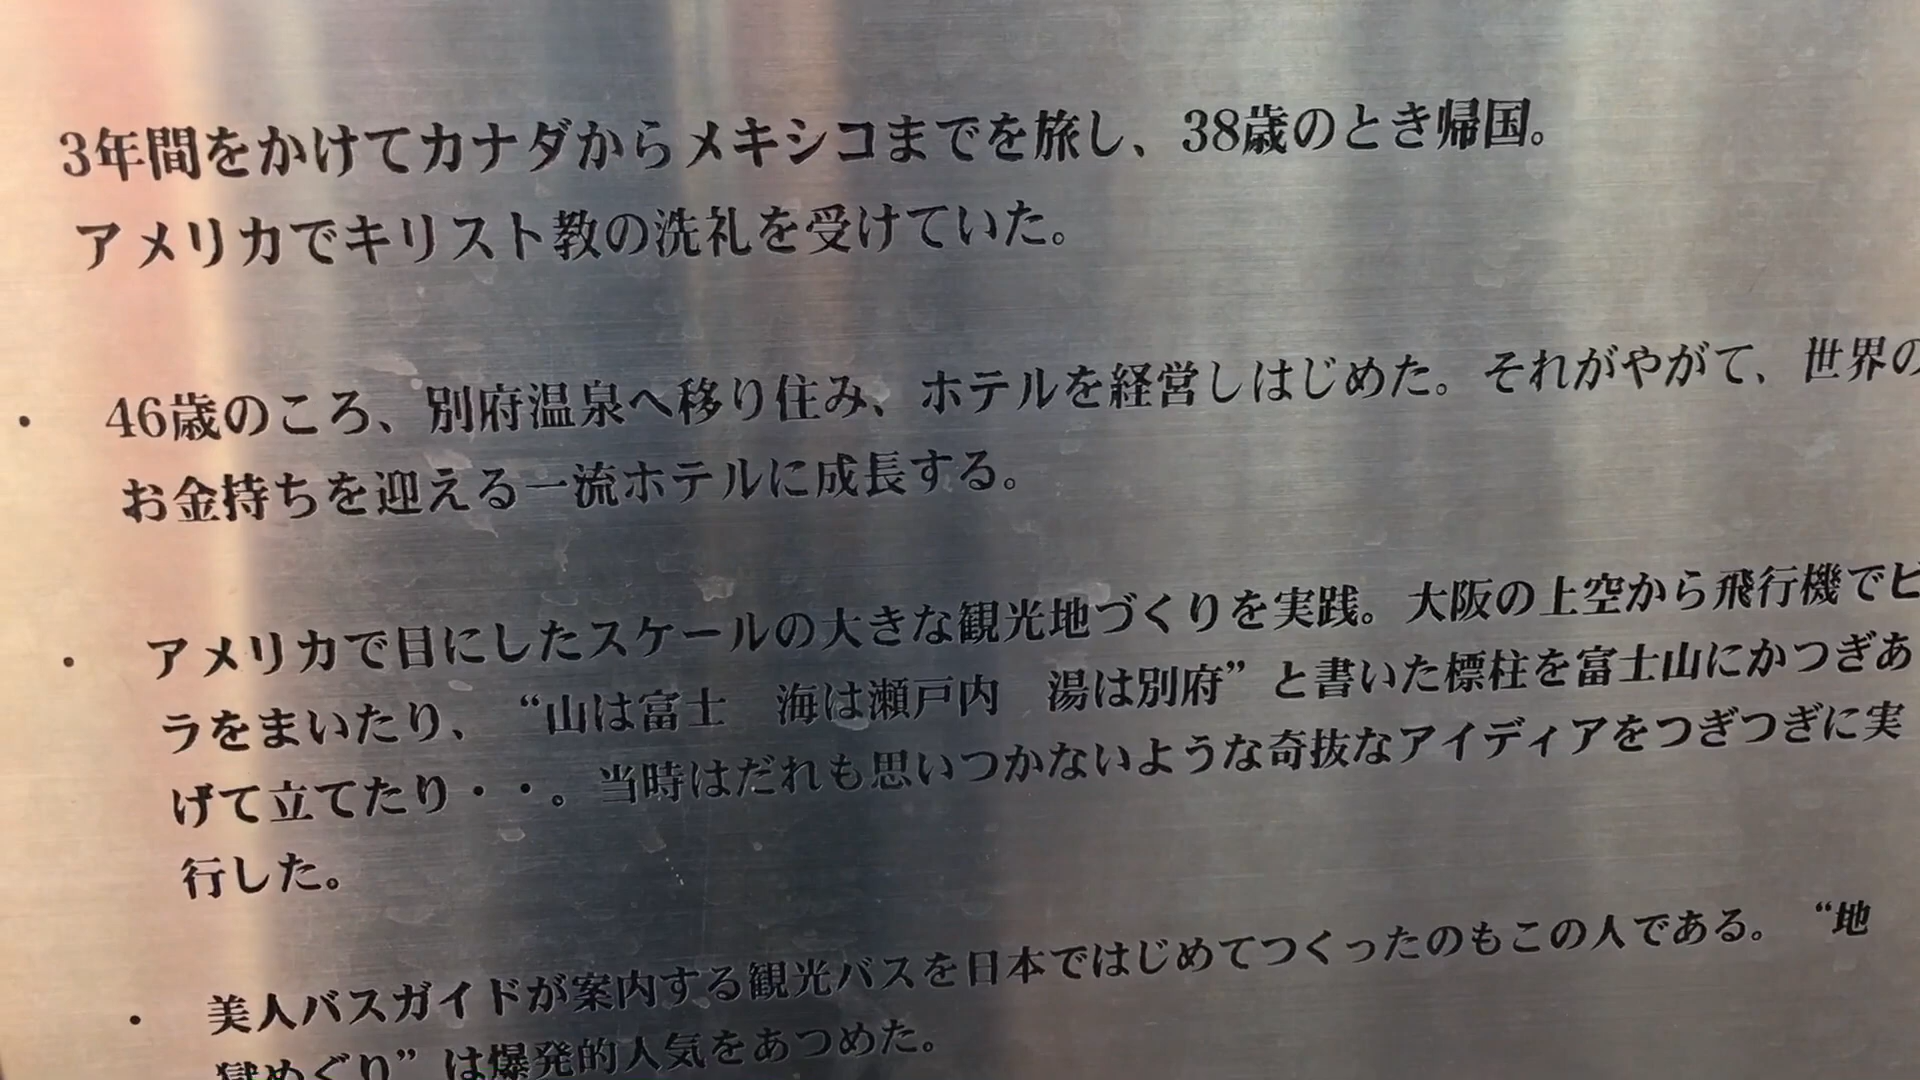 3年間をかけてカナダからメキシコまでを旅し、38歳のとき帰国。
アメリカでキリスト教の洗礼を受けていた。
・ 46歳のころ、別府温泉へ移り住み、ホテルを経営しはじめた。それがやがて、世界の
お金持ちを迎える一流ホテルに成長する。
・ アメリカで目にしたスケールの大きな観光地づくりを実践。大阪の上空から飛行機でビ
ラをまいたり、“山は富士　海は瀬戸内　湯は別府”と書いた標柱を富士山にかつぎあ
げて立てたり・・。当時はだれも思いつかないような奇抜なアイディアをつぎつぎに実
行した。
・ 美人バスガイドが案内する観光バスを日本ではじめてつくったのもこの人である。“地
獄めぐり”は爆発的人気をあつめた。